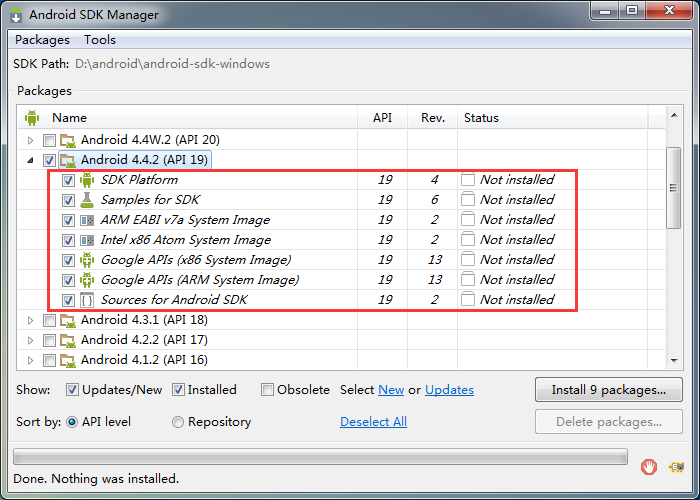 Android SDK Manager
Packages Tools
SDK Path: D:\android\android-sdk-windows
Packages
Name API Rev. Status
Android 4.4W.2 (API 20)
Android 4.4.2 (API 19)
SDK Platform 19 4 Not installed
Samples for SDK 19 6 Not installed
ARM EABI v7a System Image 19 2 Not installed
Intel x86 Atom System Image 19 2 Not installed
Google APIs (x86 System Image) 19 13 Not installed
Google APIs (ARM System Image) 19 13 Not installed
Sources for Android SDK 19 2 Not installed
Android 4.3.1 (API 18)
Android 4.2.2 (API 17)
Android 4.1.2 (API 16)
Show: Updates/New Installed Obsolete Select New or Updates Install 9 packages...
Sort by: API level Repository Deselect All Delete packages...
Done. Nothing was installed.